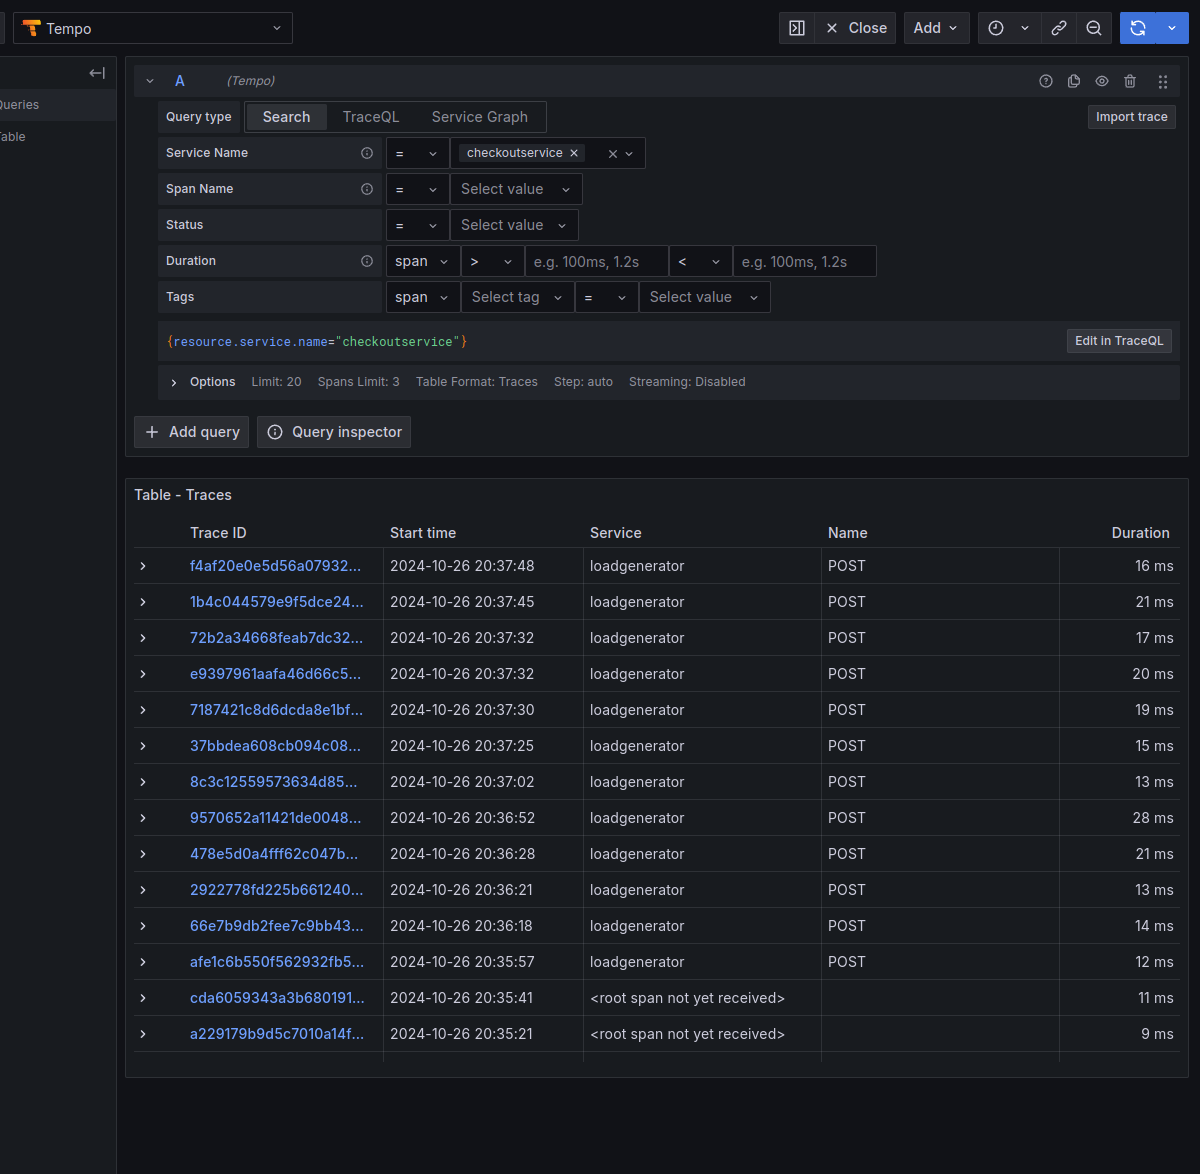 Tempo
Close
Add
Queries
Table
A (Tempo)
Query type Search TraceQL Service Graph Import trace
Service Name = checkoutservice
Span Name = Select value
Status = Select value
Duration span > e.g. 100ms, 1.2s < e.g. 100ms, 1.2s
Tags span Select tag = Select value
{resource.service.name="checkoutservice"} Edit in TraceQL
Options Limit: 20 Spans Limit: 3 Table Format: Traces Step: auto Streaming: Disabled
Add query Query inspector
Table - Traces
Trace ID Start time Service Name Duration
f4af20e0e5d56a07932... 2024-10-26 20:37:48 loadgenerator POST 16 ms
1b4c044579e9f5dce24... 2024-10-26 20:37:45 loadgenerator POST 21 ms
72b2a34668feab7dc32... 2024-10-26 20:37:32 loadgenerator POST 17 ms
e9397961aafa46d66c5... 2024-10-26 20:37:32 loadgenerator POST 20 ms
7187421c8d6dcda8e1bf... 2024-10-26 20:37:30 loadgenerator POST 19 ms
37bbdea608cb094c08... 2024-10-26 20:37:25 loadgenerator POST 15 ms
8c3c12559573634d85... 2024-10-26 20:37:02 loadgenerator POST 13 ms
9570652a11421de0048... 2024-10-26 20:36:52 loadgenerator POST 28 ms
478e5d0a4fff62c047b... 2024-10-26 20:36:28 loadgenerator POST 21 ms
2922778fd225b661240... 2024-10-26 20:36:21 loadgenerator POST 13 ms
66e7b9db2fee7c9bb43... 2024-10-26 20:36:18 loadgenerator POST 14 ms
afe1c6b550f562932fb5... 2024-10-26 20:35:57 loadgenerator POST 12 ms
cda6059343a3b680191... 2024-10-26 20:35:41 <root span not yet received> 11 ms
a229179b9d5c7010a14f... 2024-10-26 20:35:21 <root span not yet received> 9 ms